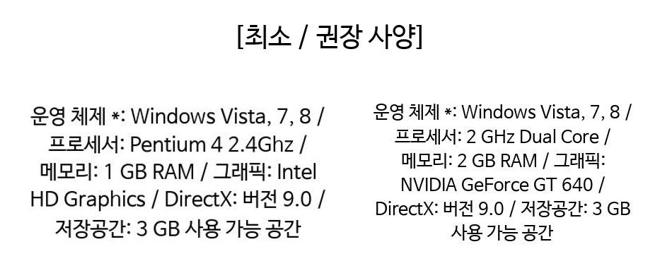 [최소 / 권장 사양]
운영 체제 *: Windows Vista, 7, 8 /
프로세서: Pentium 4 2.4Ghz /
메모리: 1 GB RAM / 그래픽: Intel
HD Graphics / DirectX: 버전 9.0 /
저장공간: 3 GB 사용 가능 공간
운영 체제 *: Windows Vista, 7, 8 /
프로세서: 2 GHz Dual Core /
메모리: 2 GB RAM / 그래픽:
NVIDIA GeForce GT 640 /
DirectX: 버전 9.0 / 저장공간: 3 GB
사용 가능 공간